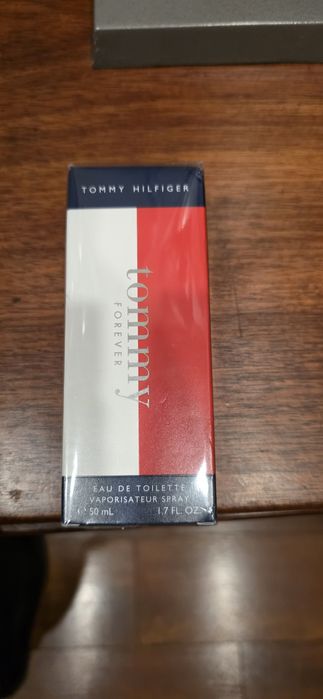 TOMMY HILFIGER
tommy
FOREVER
EAU DE TOILETTE
VAPORISATEUR SPRAY
50 mL 1.7 FL. OZ